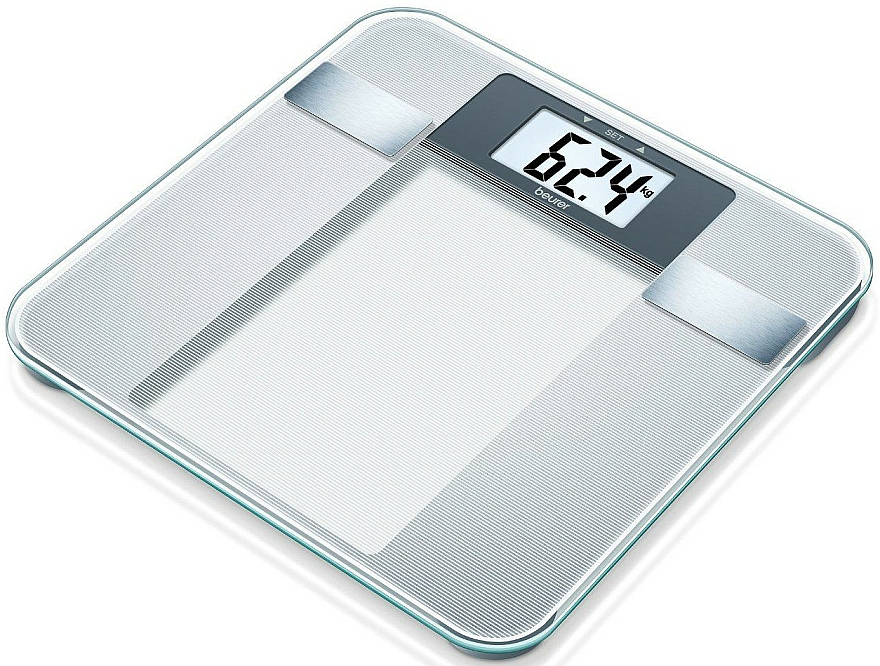 ▼ SET ▲
62.4 kg
beurer